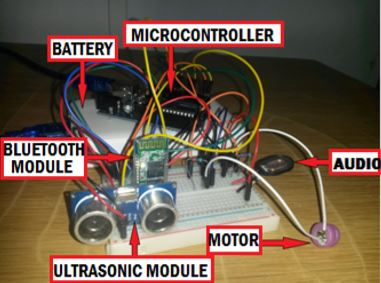 MICROCONTROLLER
BATTERY
BLUETOOTH
MODULE
AUDIO
MOTOR
ULTRASONIC MODULE